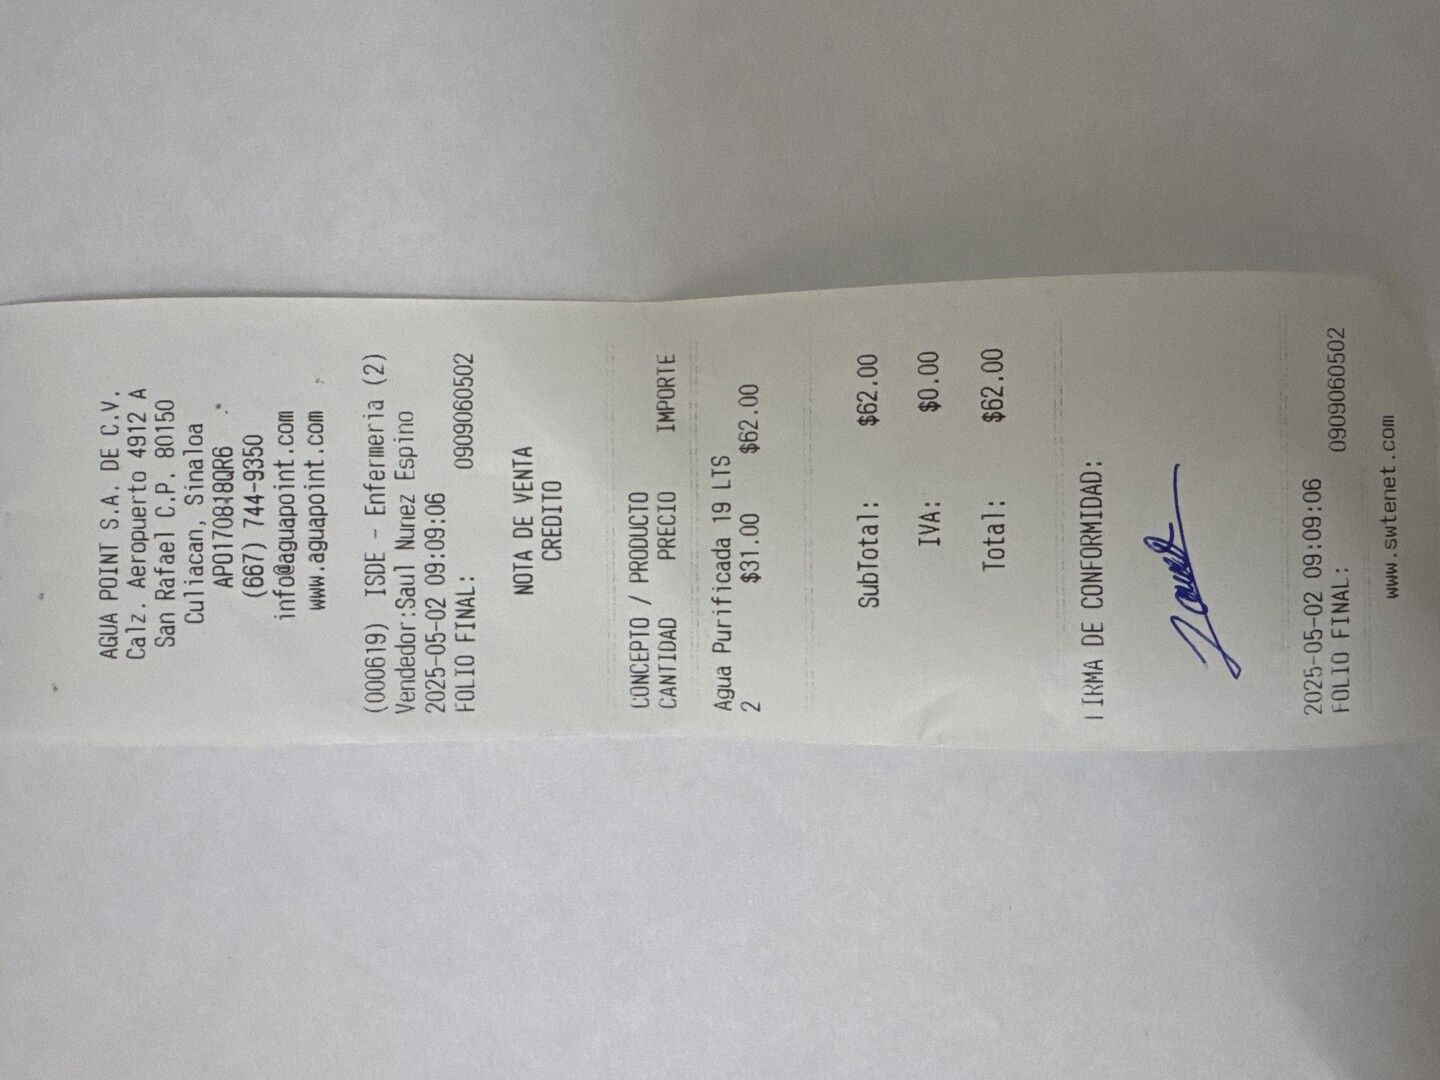 AGUA POINT S.A. DE C.V.
Calz. Aeropuerto 4912 A
San Rafael C.P. 80150
Culiacan, Sinaloa
APO170818QR6
(667) 744-9350
info@aguapoint.com
www.aguapoint.com
(000619) ISDE - Enfermeria (2)
Vendedor:Saul Nunez Espino
2025-05-02 09:09:06
FOLIO FINAL: 0909060502
NOTA DE VENTA
CREDITO
CONCEPTO / PRODUCTO
CANTIDAD PRECIO IMPORTE
Agua Purificada 19 LTS
2 $31.00 $62.00
SubTotal: $62.00
IVA: $0.00
Total: $62.00
FIRMA DE CONFORMIDAD:
2025-05-02 09:09:06
FOLIO FINAL: 0909060502
www.swtenet.com